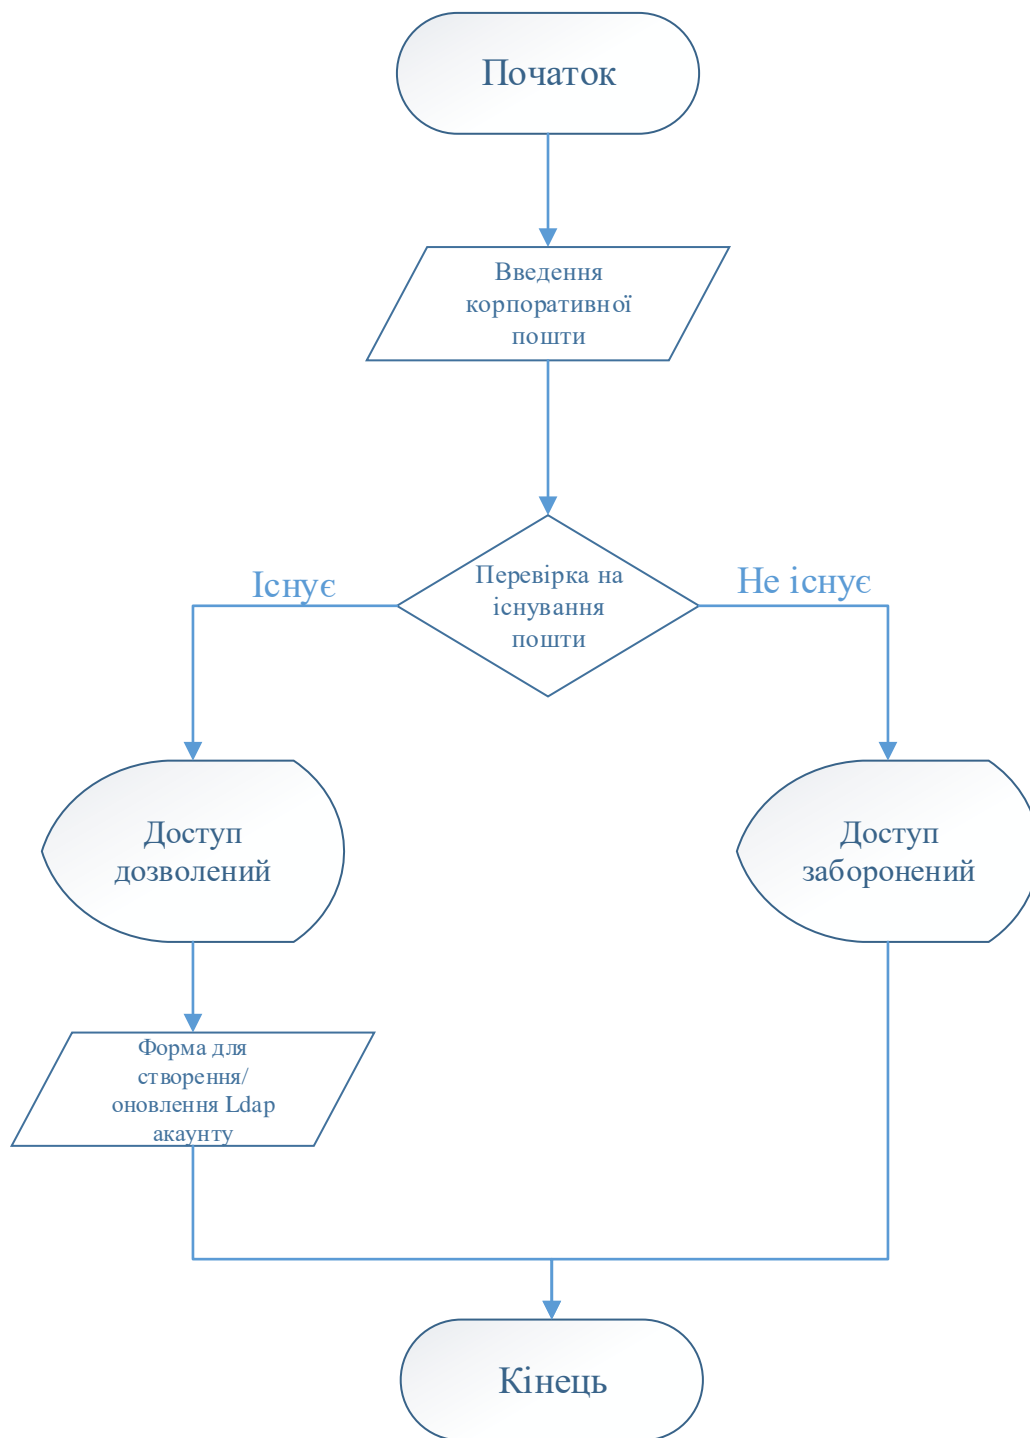 Початок
Введення
корпоративної
пошти
Перевірка на
існування
пошти
Існує
Не існує
Доступ
дозволений
Доступ
заборонений
Форма для
створення/
оновлення Ldap
акаунту
Кінець